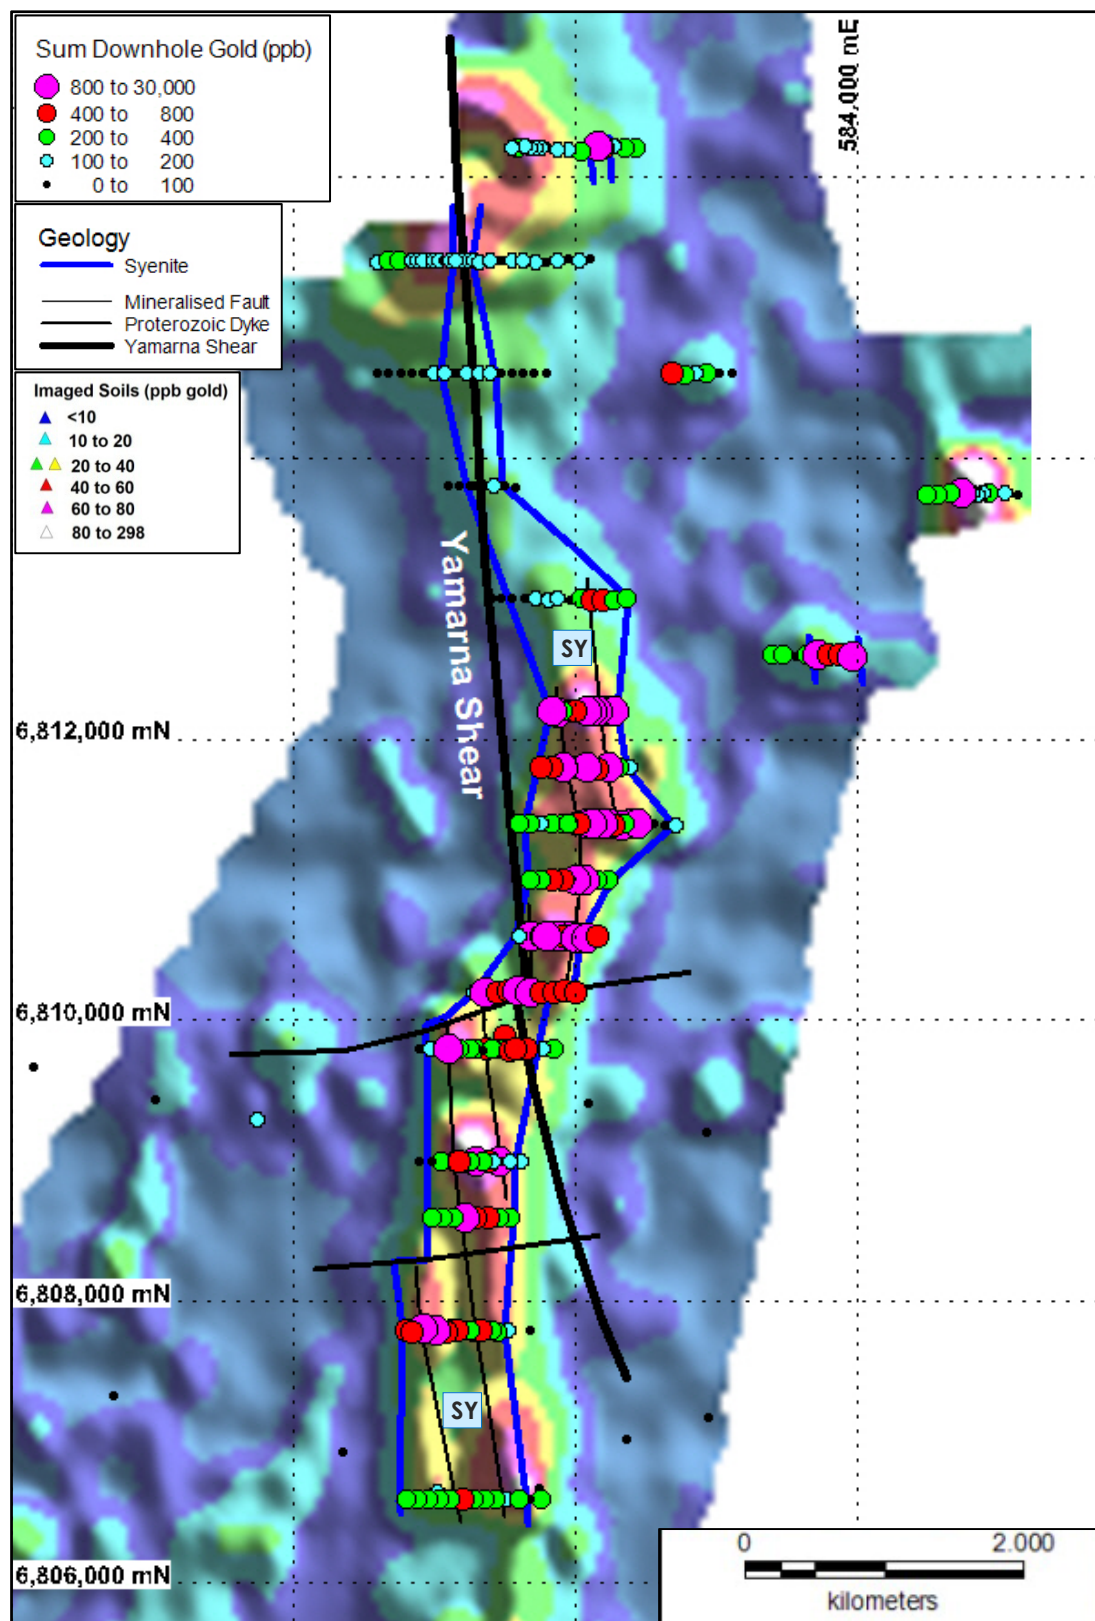 Sum Downhole Gold (ppb)
800 to 30,000
400 to 800
200 to 400
100 to 200
0 to 100
Geology
Syenite
Mineralised Fault
Proterozoic Dyke
Yamarna Shear
Imaged Soils (ppb gold)
<10
10 to 20
20 to 40
40 to 60
60 to 80
80 to 298
584,000 mE
Yamarna Shear
SY
6,812,000 mN
6,810,000 mN
6,808,000 mN
SY
6,806,000 mN
0 2.000
kilometers